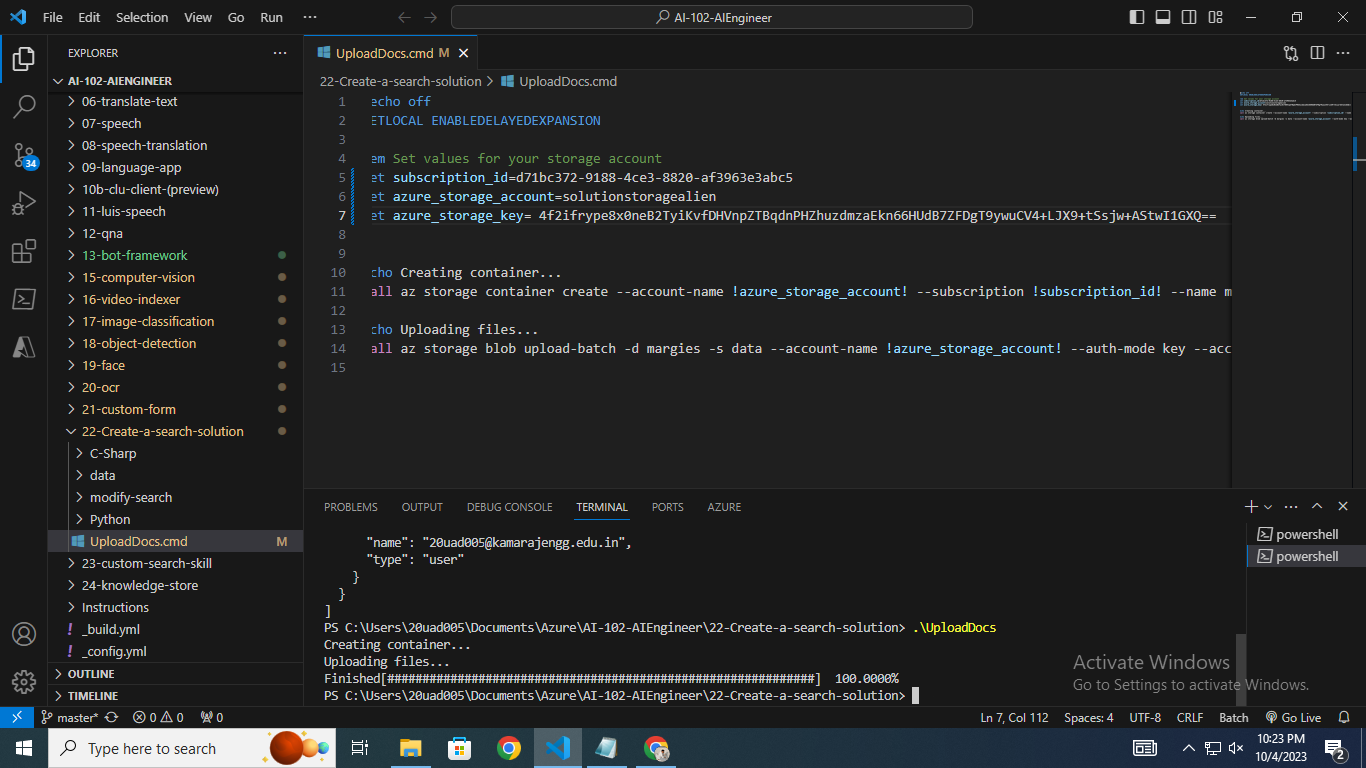 File Edit Selection View Go Run ··· AI-102-AIEngineer
EXPLORER ···
AI-102-AIENGINEER
06-translate-text
07-speech
08-speech-translation
09-language-app
10b-clu-client-(preview)
11-luis-speech
12-qna
13-bot-framework
15-computer-vision
16-video-indexer
17-image-classification
18-object-detection
19-face
20-ocr
21-custom-form
22-Create-a-search-solution
C-Sharp
data
modify-search
Python
UploadDocs.cmd M
23-custom-search-skill
24-knowledge-store
Instructions
! _build.yml
! _config.yml
OUTLINE
TIMELINE
34
UploadDocs.cmd M
22-Create-a-search-solution > UploadDocs.cmd
1 echo off
2 ETLOCAL ENABLEDELAYEDEXPANSION
3
4 em Set values for your storage account
5 et subscription_id=d71bc372-9188-4ce3-8820-af3963e3abc5
6 et azure_storage_account=solutionstoragealien
7 et azure_storage_key= 4f2ifrype8x0neB2TyiKvfDHVnpZTBqdnPHZhuzdmzaEkn66HUdB7ZFDgT9ywuCV4+LJX9+tSsjw+AStwI1GXQ==
8
9
10 cho Creating container...
11 all az storage container create --account-name !azure_storage_account! --subscription !subscription_id! --name m
12
13 cho Uploading files...
14 all az storage blob upload-batch -d margies -s data --account-name !azure_storage_account! --auth-mode key --acc
15
PROBLEMS OUTPUT DEBUG CONSOLE TERMINAL PORTS AZURE
"name": "20uad005@kamarajengg.edu.in",
"type": "user"
}
}
]
PS C:\Users\20uad005\Documents\Azure\AI-102-AIEngineer\22-Create-a-search-solution> .\UploadDocs
Creating container...
Uploading files...
Finished[#############################################################] 100.0000%
PS C:\Users\20uad005\Documents\Azure\AI-102-AIEngineer\22-Create-a-search-solution>
powershell
powershell
Activate Windows
Go to Settings to activate Windows.
master* 0 0 0 Ln 7, Col 112 Spaces: 4 UTF-8 CRLF Batch Go Live
Type here to search
10:23 PM
10/4/2023
2